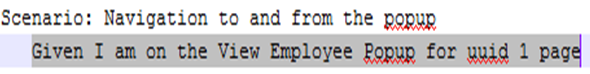 Scenario: Navigation to and from the popup
Given I am on the View Employee Popup for uuid 1 page